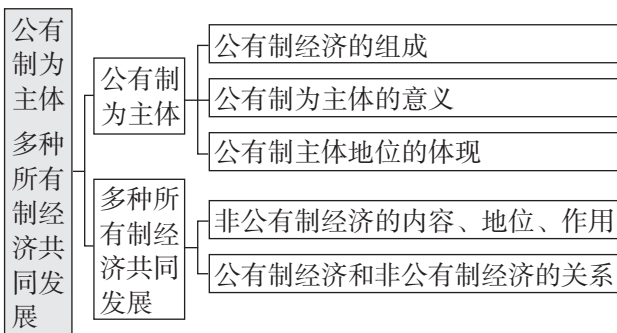 公有
制为
主体
多种
所有
制经
济共
同发
展
公有制
为主体
公有制经济的组成
公有制为主体的意义
公有制主体地位的体现
多种所
有制经
济共同
发展
非公有制经济的内容、地位、作用
公有制经济和非公有制经济的关系